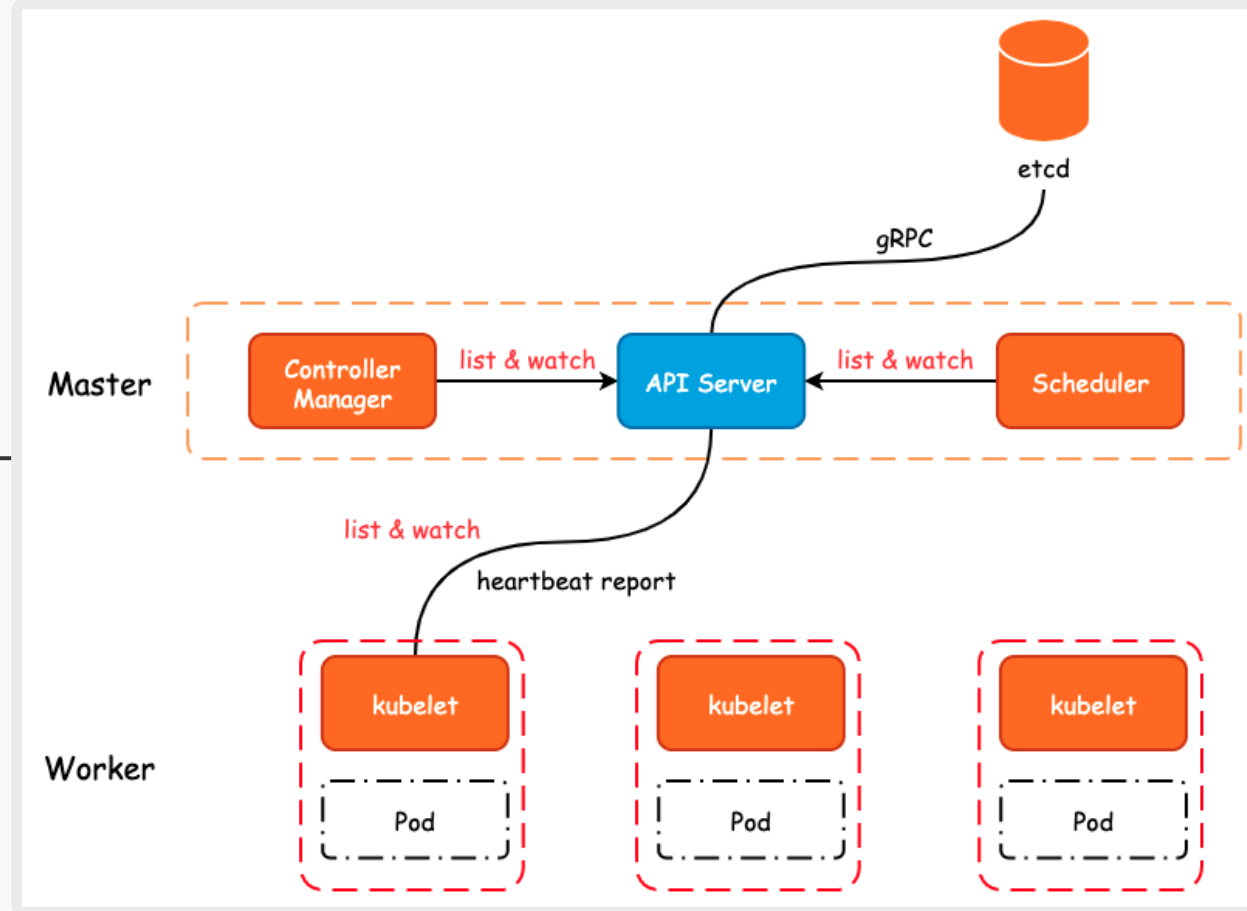 etcd
gRPC
Master
Controller
Manager
list & watch
API Server
list & watch
Scheduler
list & watch
heartbeat report
Worker
kubelet
kubelet
kubelet
Pod
Pod
Pod